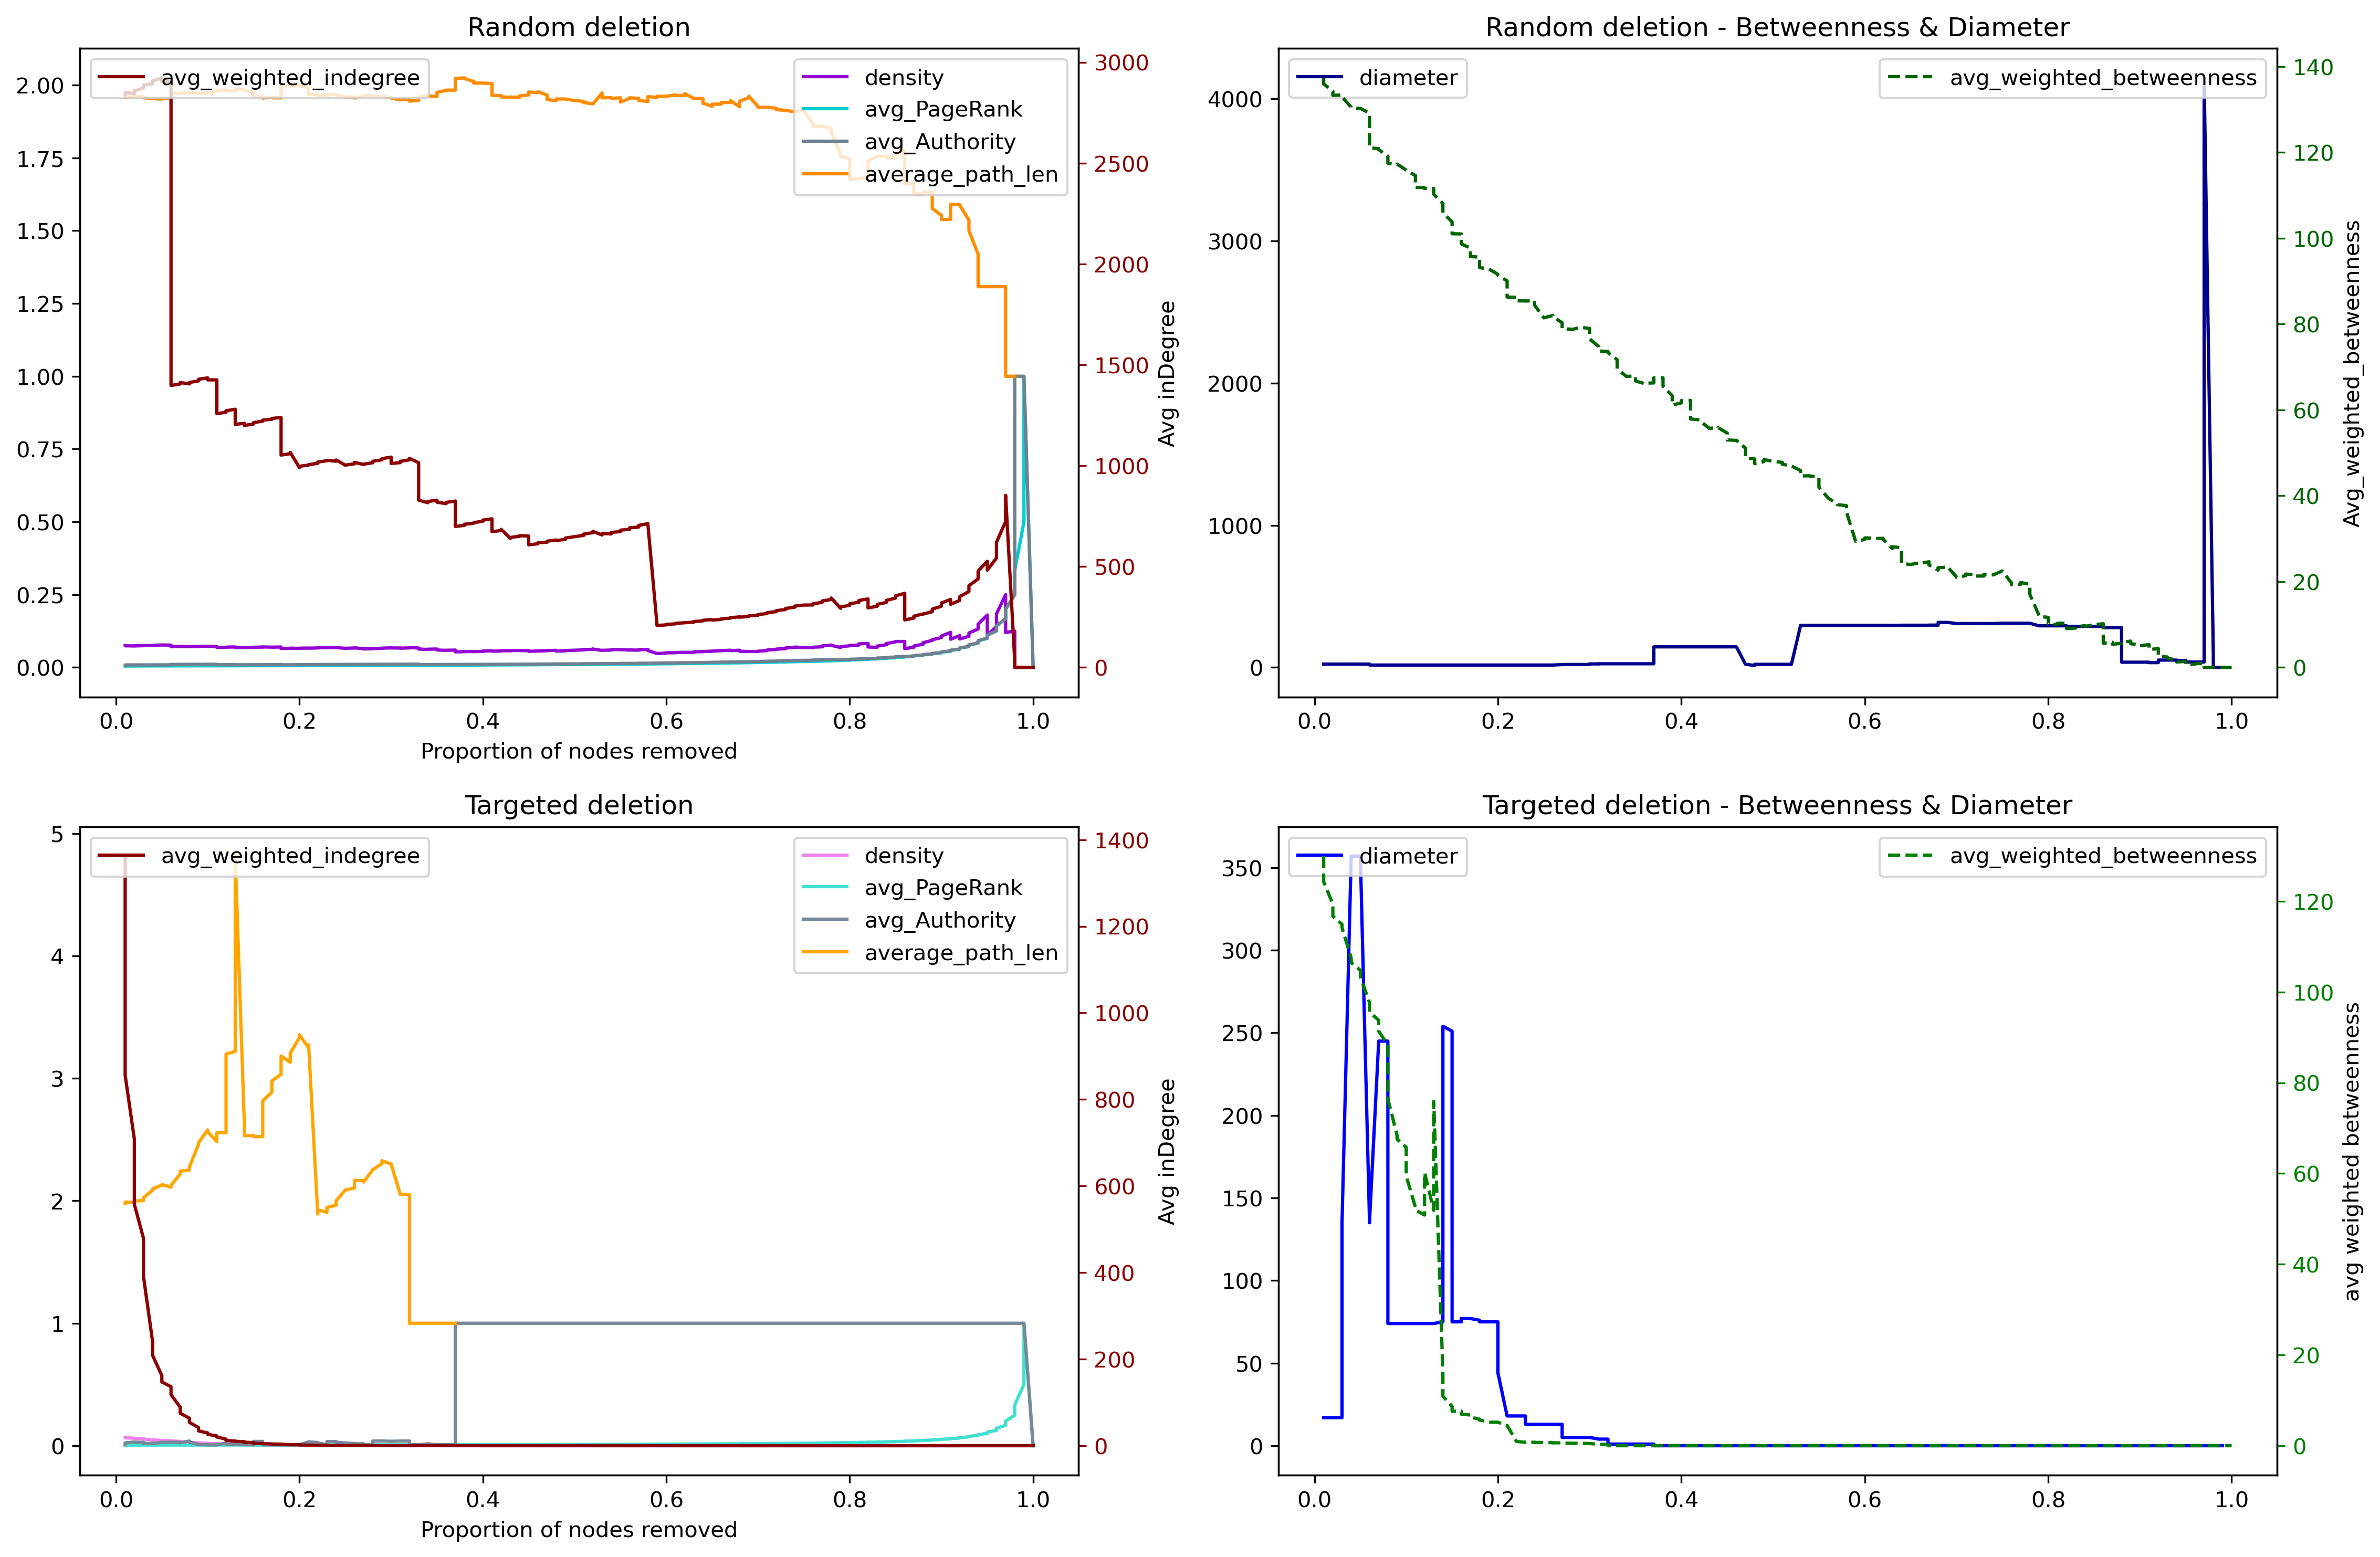 Random deletion
avg_weighted_indegree
density
avg_PageRank
avg_Authority
average_path_len
2.00
1.75
1.50
1.25
1.00
0.75
0.50
0.25
0.00
3000
2500
2000
1500
1000
500
0
Avg inDegree
0.0 0.2 0.4 0.6 0.8 1.0
Proportion of nodes removed
Random deletion - Betweenness & Diameter
diameter
avg_weighted_betweenness
4000
3000
2000
1000
0
140
120
100
80
60
40
20
0
Avg_weighted_betweenness
0.0 0.2 0.4 0.6 0.8 1.0
Targeted deletion
avg_weighted_indegree
density
avg_PageRank
avg_Authority
average_path_len
5
4
3
2
1
0
1400
1200
1000
800
600
400
200
0
Avg inDegree
0.0 0.2 0.4 0.6 0.8 1.0
Proportion of nodes removed
Targeted deletion - Betweenness & Diameter
diameter
avg_weighted_betweenness
350
300
250
200
150
100
50
0
120
100
80
60
40
20
0
avg weighted betweenness
0.0 0.2 0.4 0.6 0.8 1.0